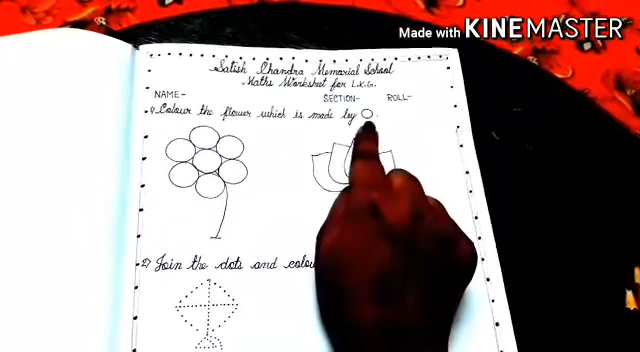 Made with KINEMASTER
Satish Chandra Memorial School
Maths Worksheet for L.K.G.
NAME- SECTION- ROLL-
1) Colour the flower which is made by
2) Join the dots and colou